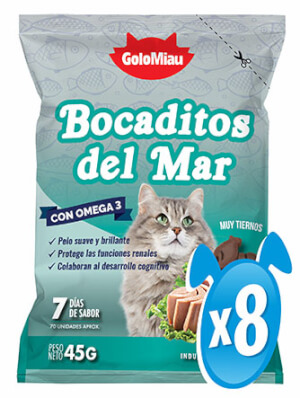 GoloMiau
Bocaditos
del Mar
CON OMEGA 3
MUY TIERNOS
✓ Pelo suave y brillante
✓ Protege las funciones renales
✓ Colaboran al desarrollo cognitivo
7 DÍAS
DE SABOR
70 UNIDADES APROX.
PESO
NETO 45G
x8